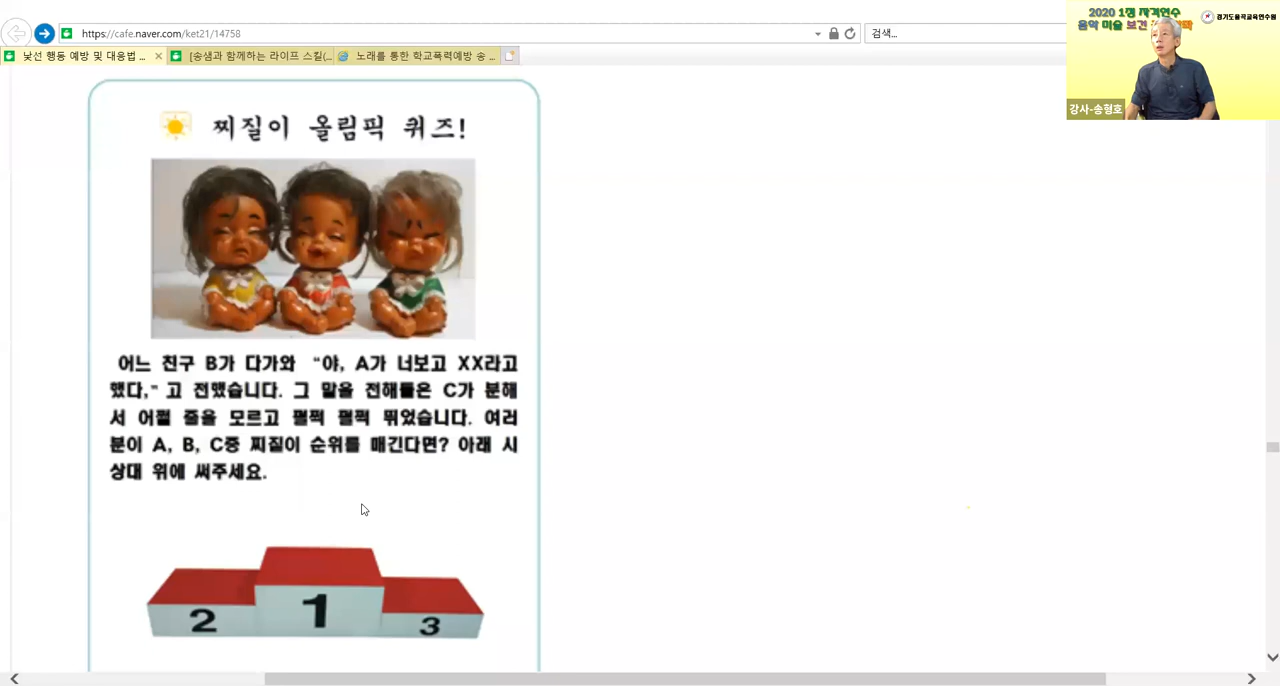 https://cafe.naver.com/ket21/14758
검색...
낯선 행동 예방 및 대응법 ...
[송샘과 함께하는 라이프 스킬(...
노래를 통한 학교폭력예방 송 ...
2020 1정 자격연수
음악 미술 보건
경기도율곡교육연수원
강사-송형호
찌질이 올림픽 퀴즈!
어느 친구 B가 다가와 “야, A가 너보고 XX라고
했다,”고 전했습니다. 그 말을 전해들은 C가 분해
서 어쩔 줄을 모르고 펄쩍 펄쩍 뛰었습니다. 여러
분이 A, B, C중 찌질이 순위를 매긴다면? 아래 시
상대 위에 써주세요.
2 1 3